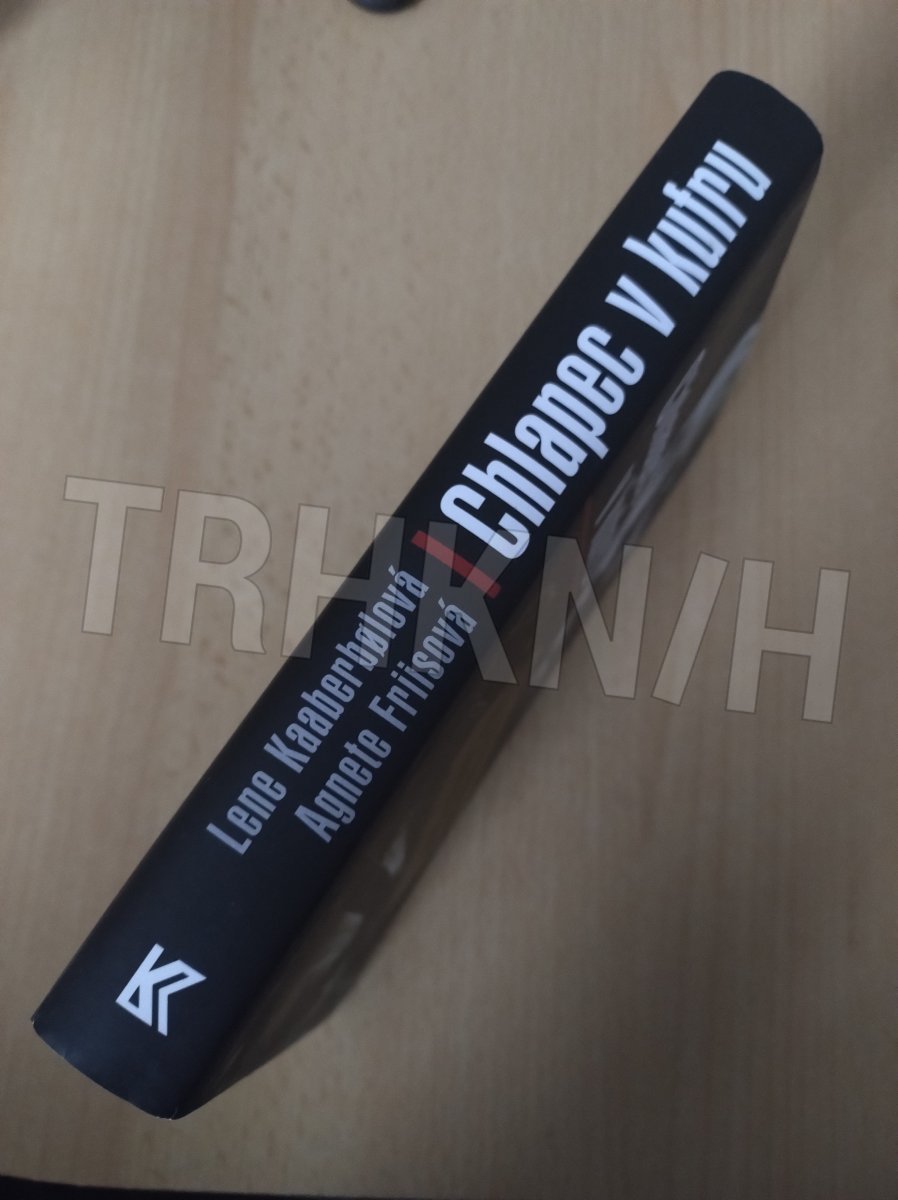 Lene Kaaberbølová
Agnete Friisová
Chlapec v kufru
TRHKNIH